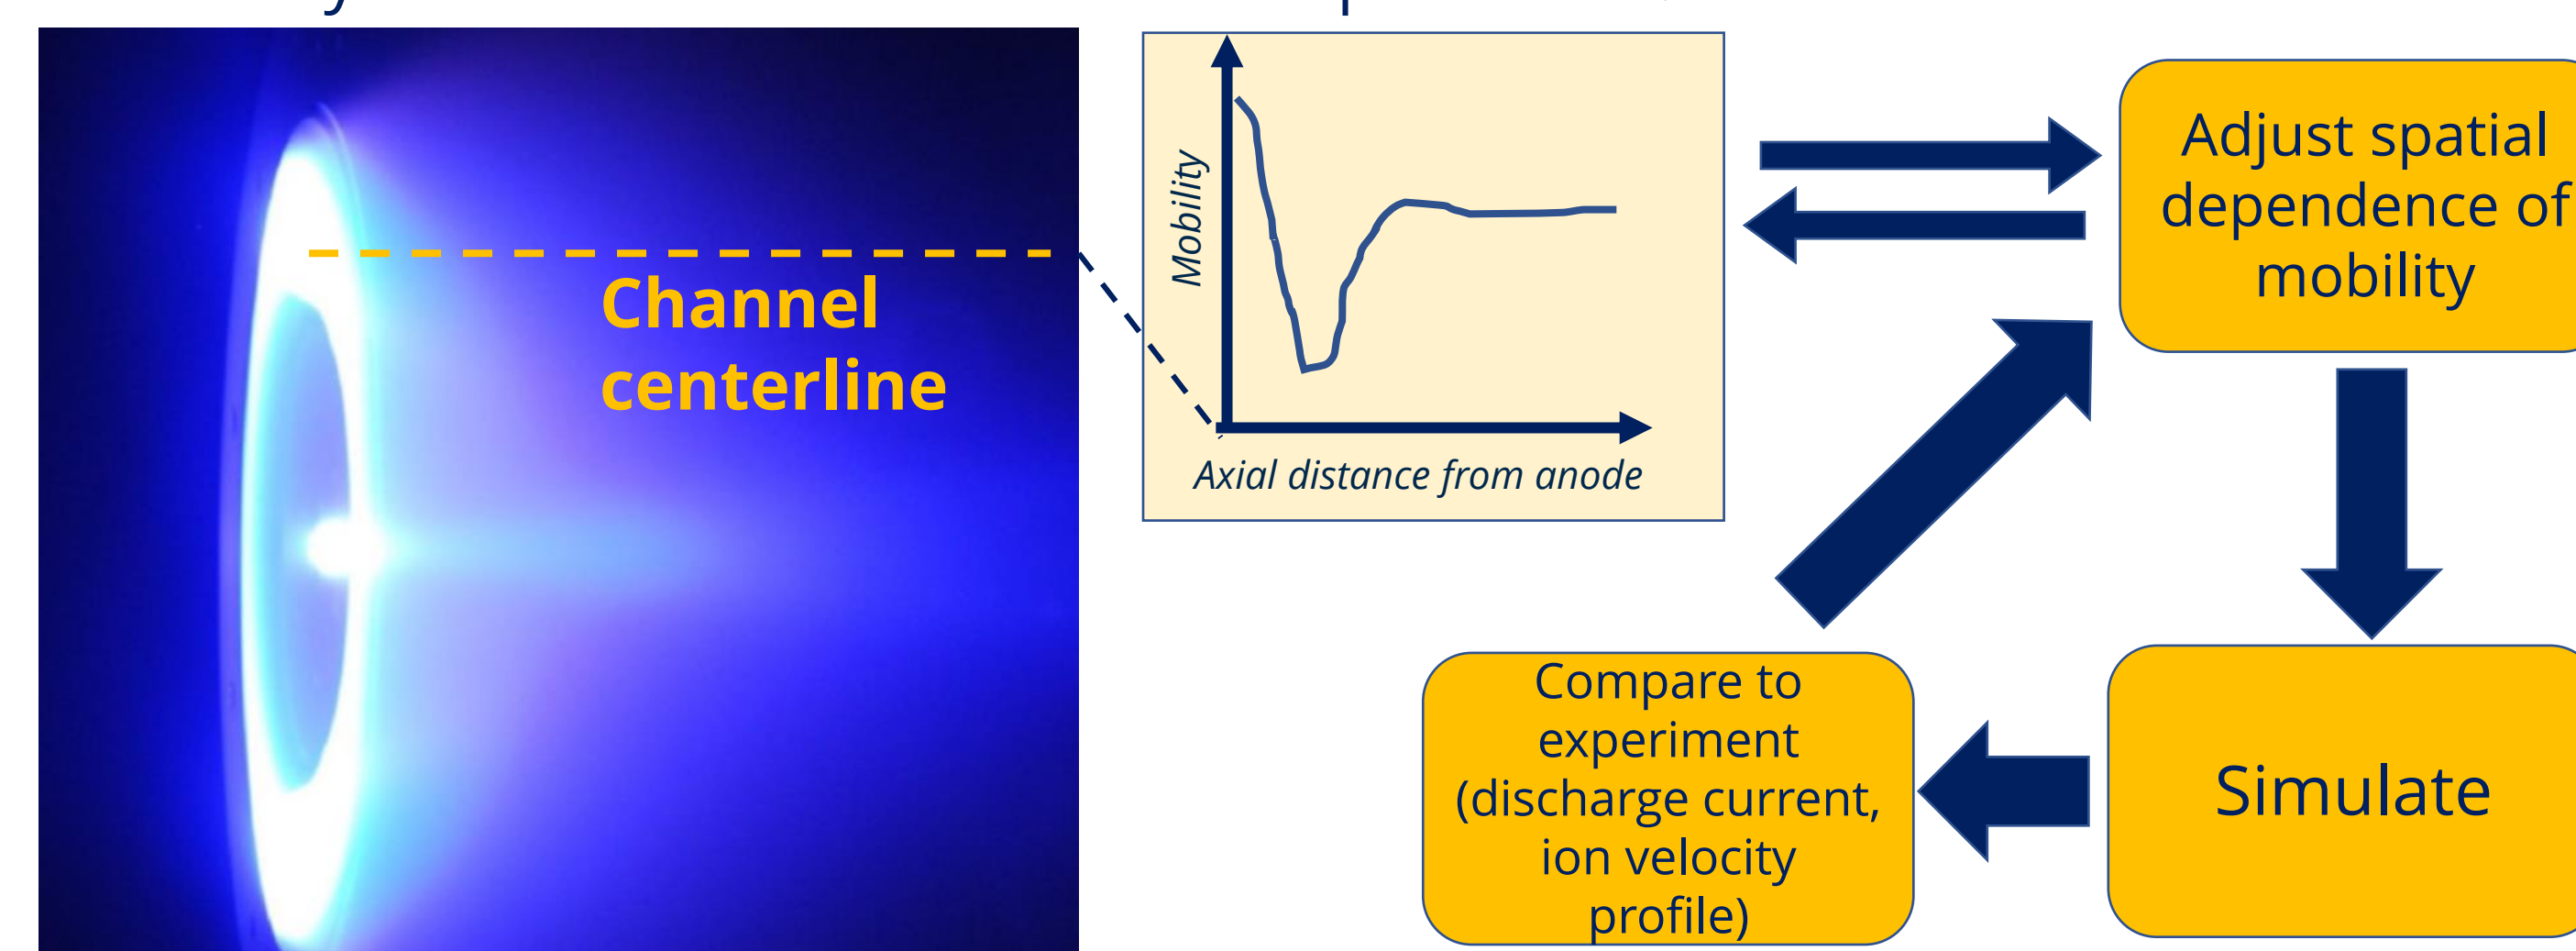 Channel
centerline
Mobility
Axial distance from anode
Adjust spatial
dependence of
mobility
Compare to
experiment
(discharge current,
ion velocity
profile)
Simulate